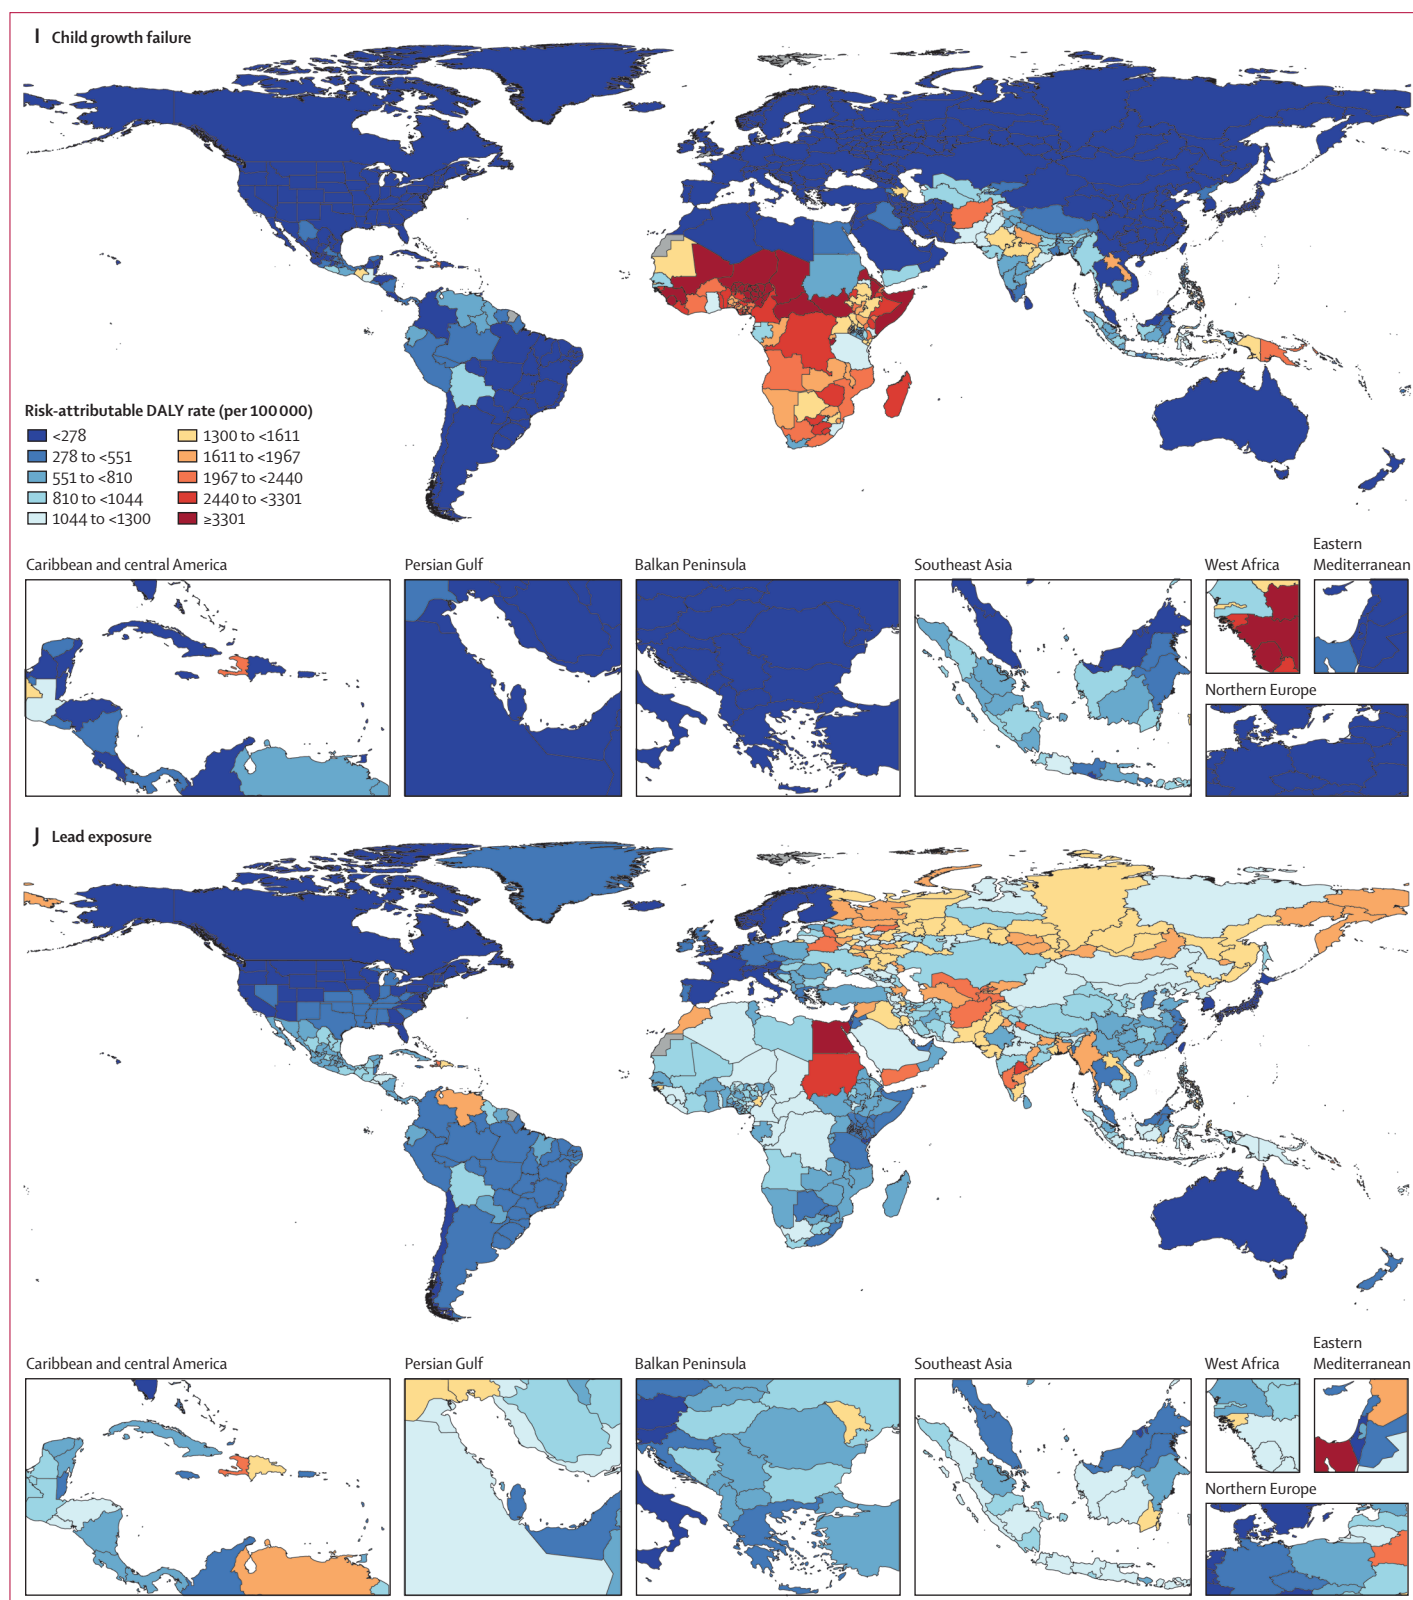 I Child growth failure
Risk-attributable DALY rate (per 100 000)
<278
278 to <551
551 to <810
810 to <1044
1044 to <1300
1300 to <1611
1611 to <1967
1967 to <2440
2440 to <3301
≥3301
Caribbean and central America
Persian Gulf
Balkan Peninsula
Southeast Asia
West Africa
Eastern
Mediterranean
Northern Europe
J Lead exposure
Caribbean and central America
Persian Gulf
Balkan Peninsula
Southeast Asia
West Africa
Eastern
Mediterranean
Northern Europe